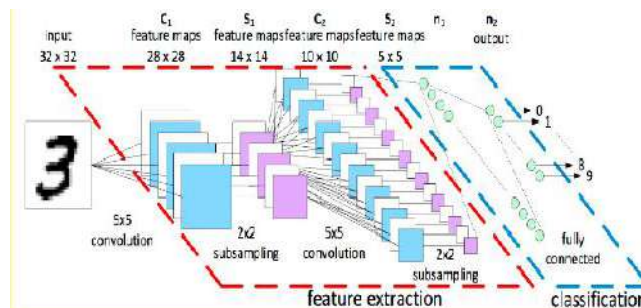 C₁ S₁ C₂ S₂ n₁ n₂
input feature maps feature maps feature maps feature maps output
32 x 32 28 x 28 14 x 14 10 x 10 5 x 5
0
1
8
9
5x5
convolution
2x2
subsampling
5x5
convolution
2x2
subsampling
fully
connected
feature extraction
classification